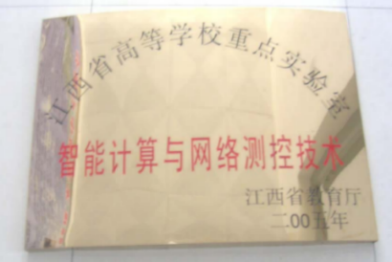 江西省高等学校重点实验室
智能计算与网络测控技术
江西省教育厅
二00五年